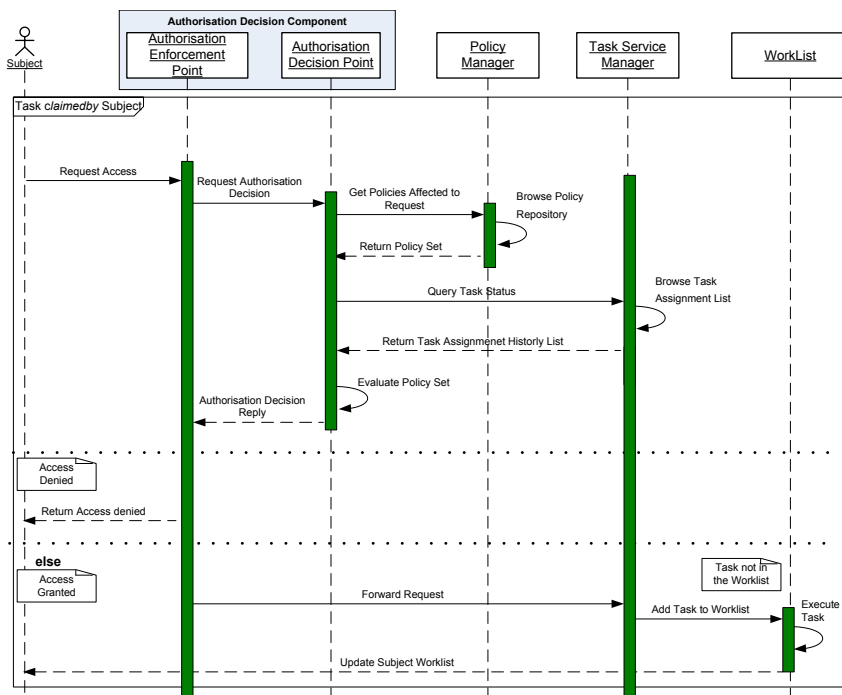 Authorisation Decision Component
Subject
Authorisation
Enforcement
Point
Authorisation
Decision Point
Policy
Manager
Task Service
Manager
WorkList
Task claimedby Subject
Request Access
Request Authorisation
Decision
Get Policies Affected to
Request
Browse Policy
Repository
Return Policy Set
Query Task Status
Browse Task
Assignment List
Return Task Assignmenet Historly List
Evaluate Policy Set
Authorisation Decision
Reply
Access
Denied
Return Access denied
else
Access
Granted
Task not in
the Worklist
Forward Request
Add Task to Worklist
Execute
Task
Update Subject Worklist